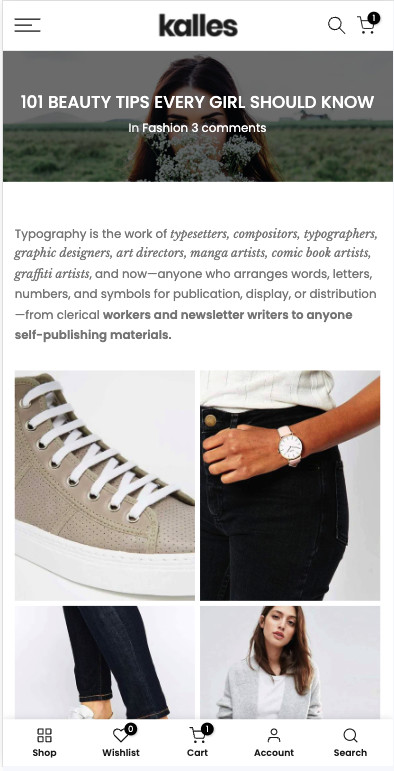 kalles
1
101 BEAUTY TIPS EVERY GIRL SHOULD KNOW
In Fashion 3 comments
Typography is the work of typesetters, compositors, typographers,
graphic designers, art directors, manga artists, comic book artists,
graffiti artists, and now—anyone who arranges words, letters,
numbers, and symbols for publication, display, or distribution
—from clerical workers and newsletter writers to anyone
self-publishing materials.
0 1
Shop Wishlist Cart Account Search